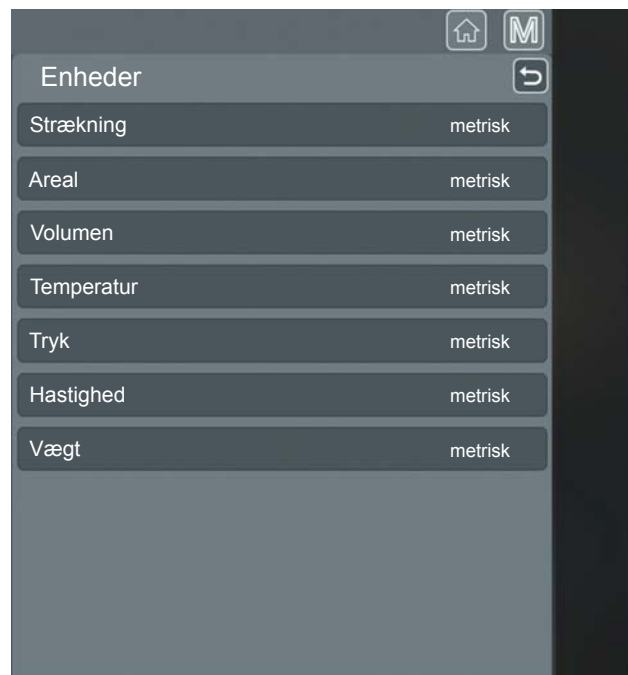 M
Enheder
Strækning metrisk
Areal metrisk
Volumen metrisk
Temperatur metrisk
Tryk metrisk
Hastighed metrisk
Vægt metrisk